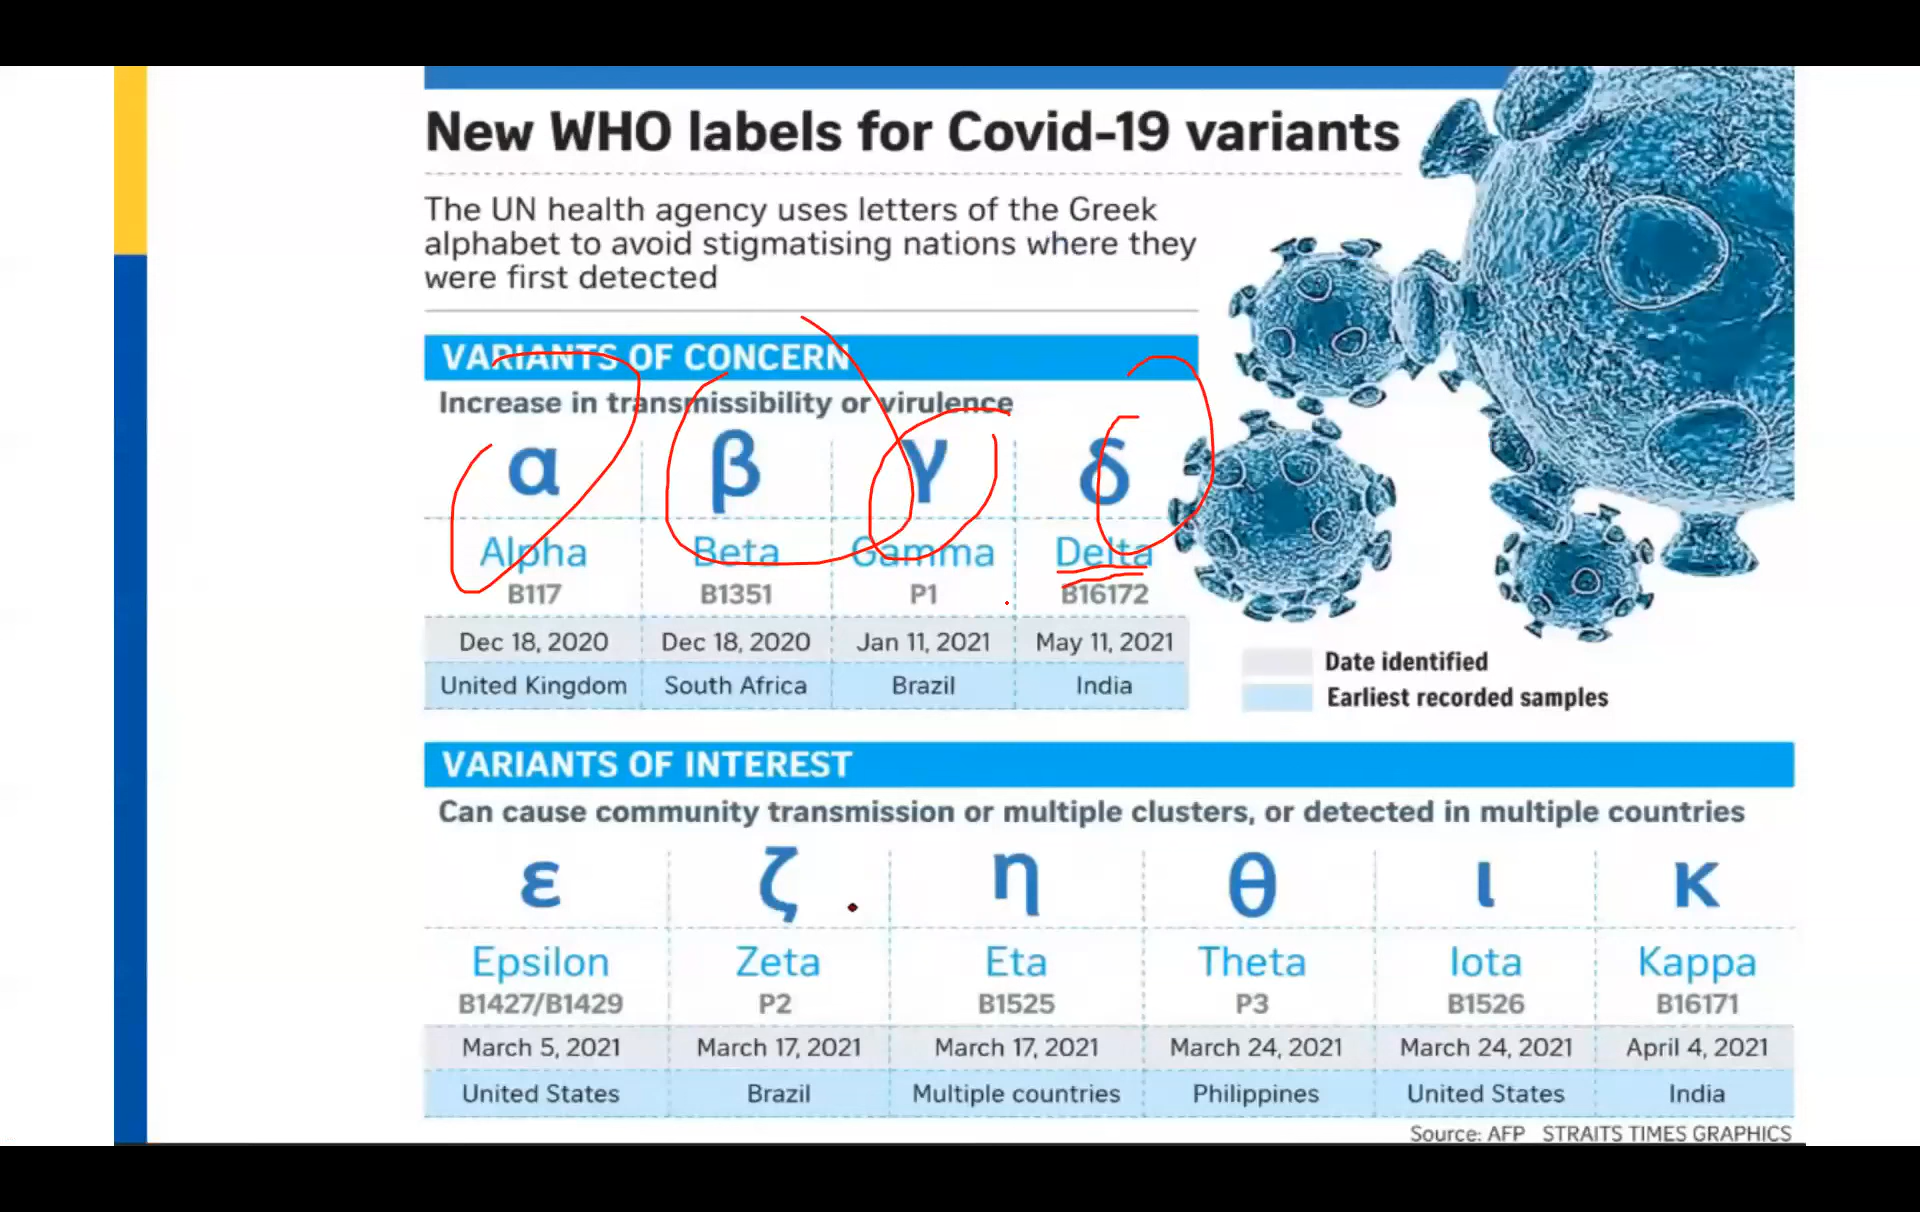 New WHO labels for Covid-19 variants
The UN health agency uses letters of the Greek
alphabet to avoid stigmatising nations where they
were first detected
VARIANTS OF CONCERN
Increase in transmissibility or virulence
α β γ δ
Alpha Beta Gamma Delta
B117 B1351 P1 B16172
Dec 18, 2020 Dec 18, 2020 Jan 11, 2021 May 11, 2021
United Kingdom South Africa Brazil India
Date identified
Earliest recorded samples
VARIANTS OF INTEREST
Can cause community transmission or multiple clusters, or detected in multiple countries
ε ζ η θ ι κ
Epsilon Zeta Eta Theta Iota Kappa
B1427/B1429 P2 B1525 P3 B1526 B16171
March 5, 2021 March 17, 2021 March 17, 2021 March 24, 2021 March 24, 2021 April 4, 2021
United States Brazil Multiple countries Philippines United States India
Source: AFP STRAITS TIMES GRAPHICS